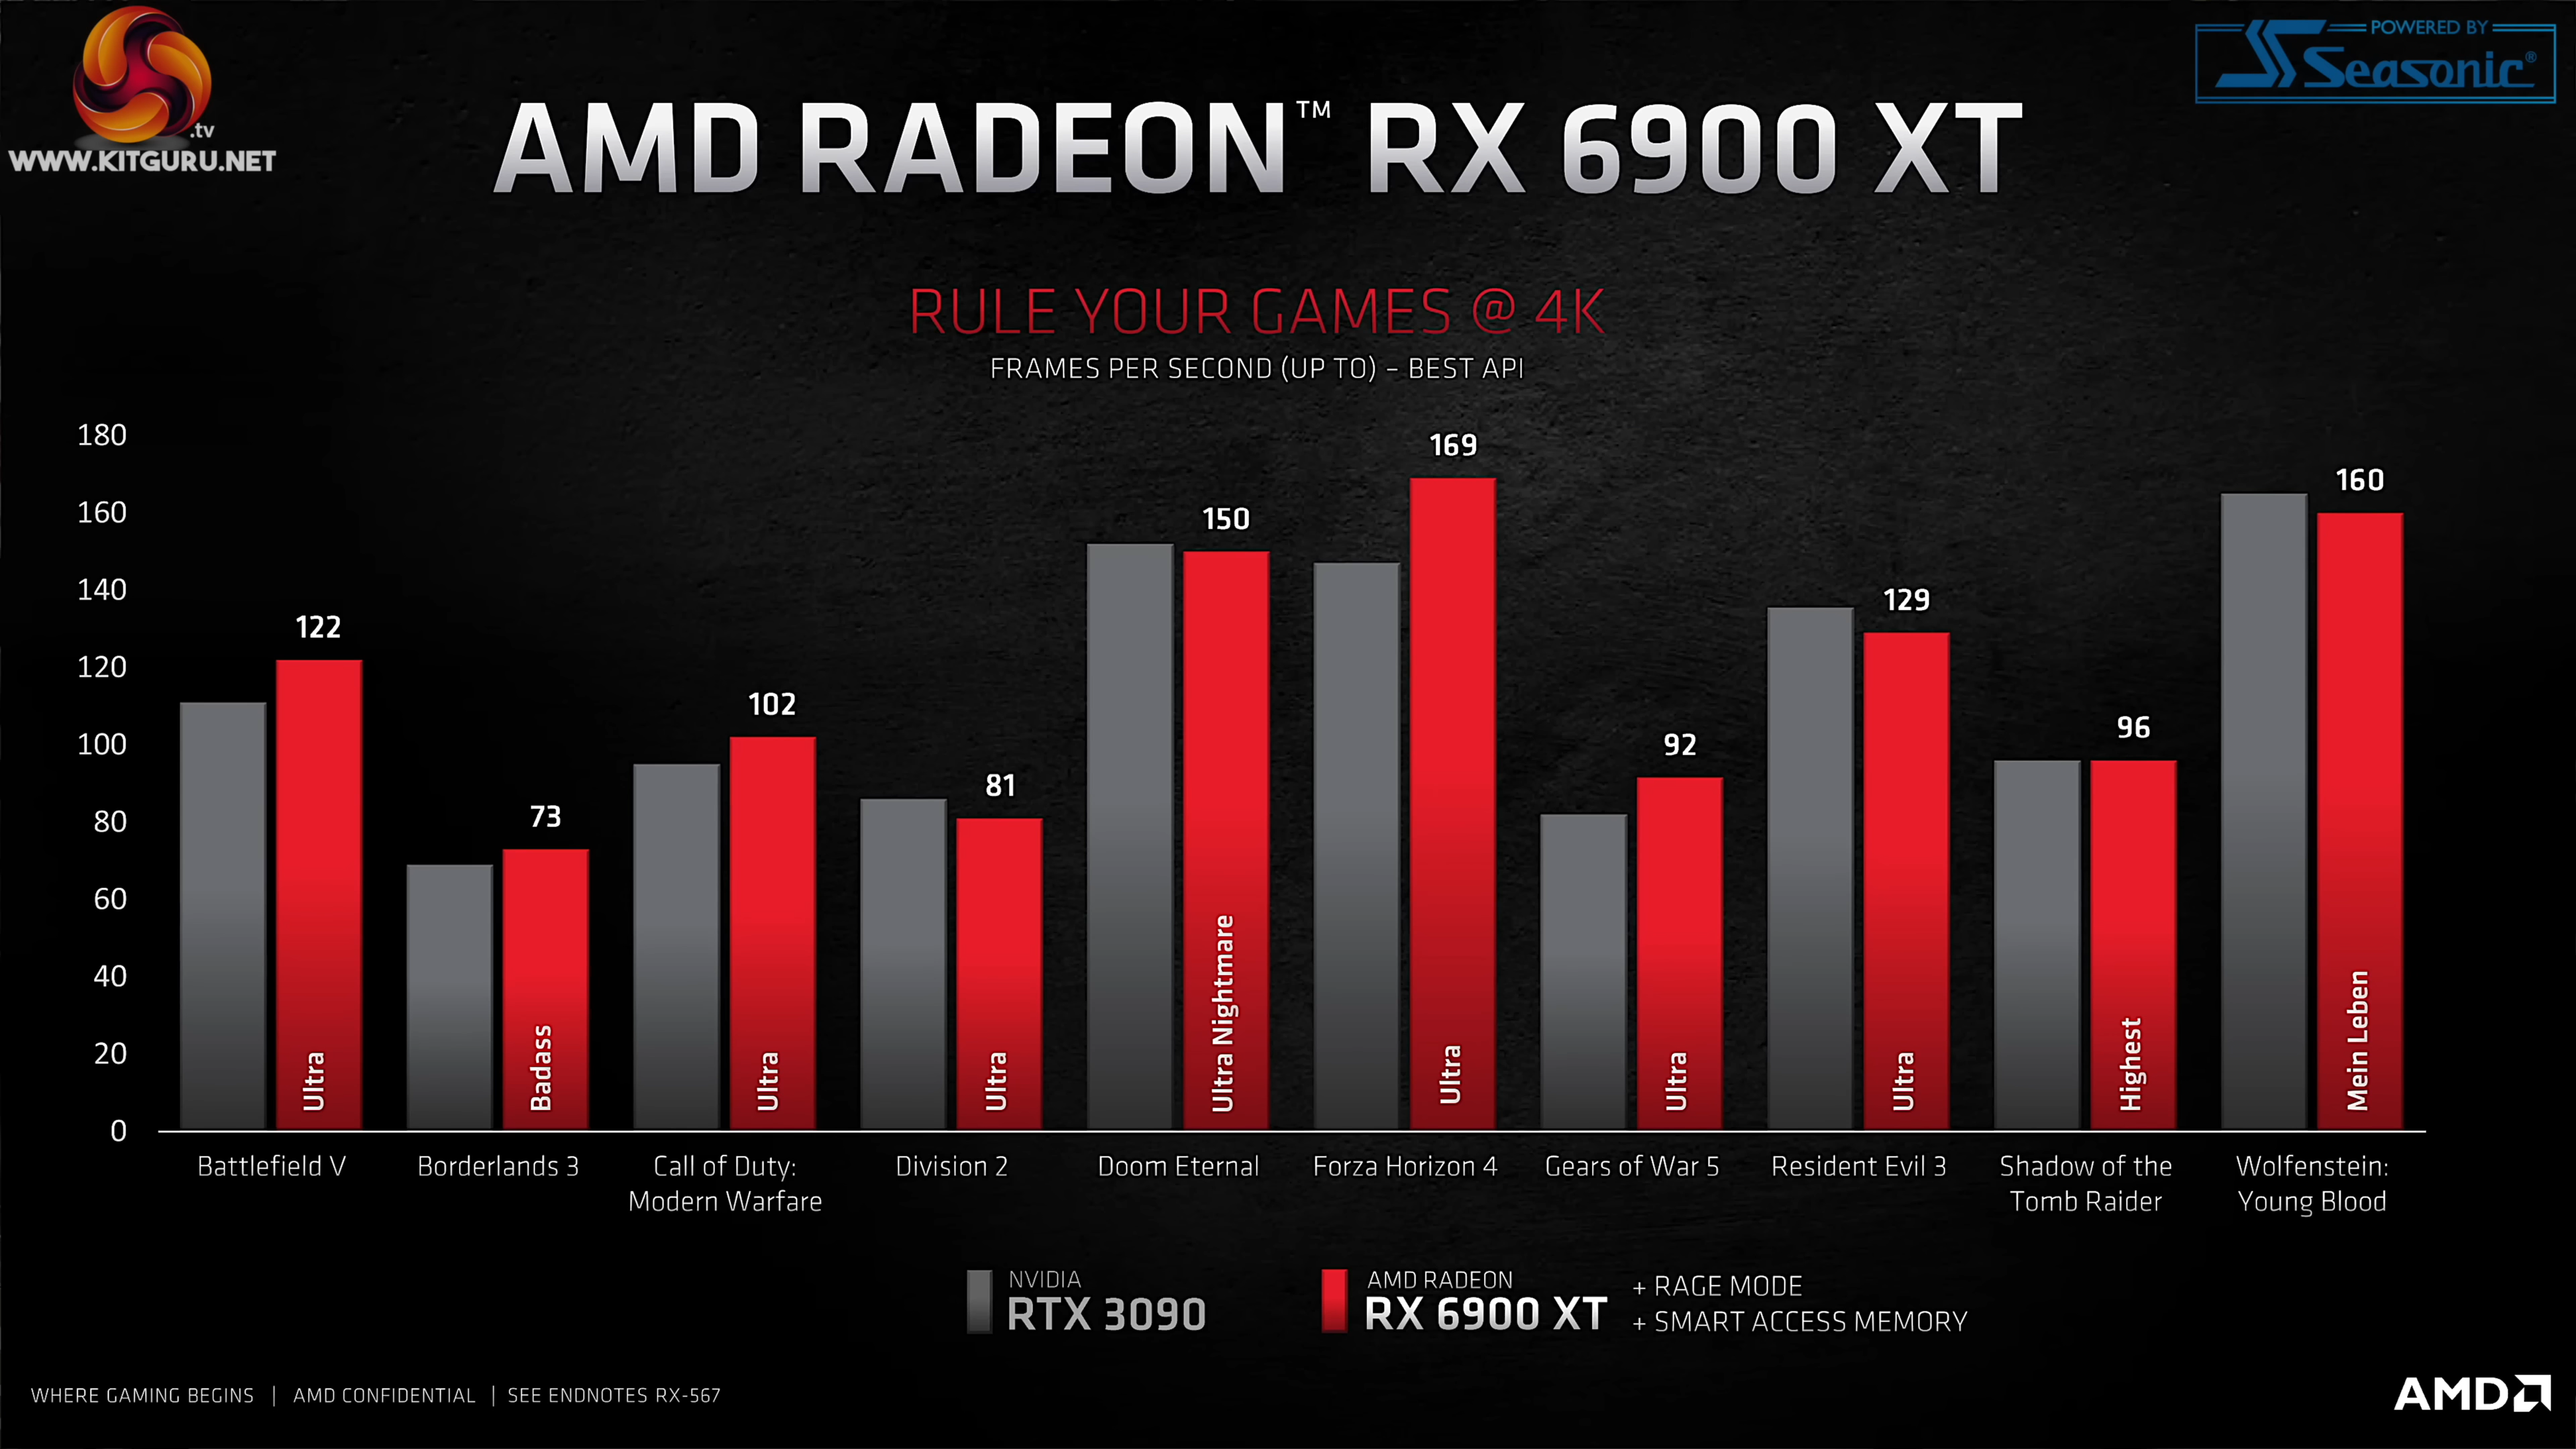 .tv
WWW.KITGURU.NET
POWERED BY
Seasonic®
AMD RADEON™ RX 6900 XT
RULE YOUR GAMES @ 4K
FRAMES PER SECOND (UP TO) – BEST API
180
160
140
120
100
80
60
40
20
0
122
73
102
81
150
169
92
129
96
160
Ultra
Badass
Ultra
Ultra
Ultra Nightmare
Ultra
Ultra
Ultra
Highest
Mein Leben
Battlefield V
Borderlands 3
Call of Duty:
Modern Warfare
Division 2
Doom Eternal
Forza Horizon 4
Gears of War 5
Resident Evil 3
Shadow of the
Tomb Raider
Wolfenstein:
Young Blood
NVIDIA
RTX 3090
AMD RADEON
RX 6900 XT
+ RAGE MODE
+ SMART ACCESS MEMORY
WHERE GAMING BEGINS | AMD CONFIDENTIAL | SEE ENDNOTES RX-567
AMD